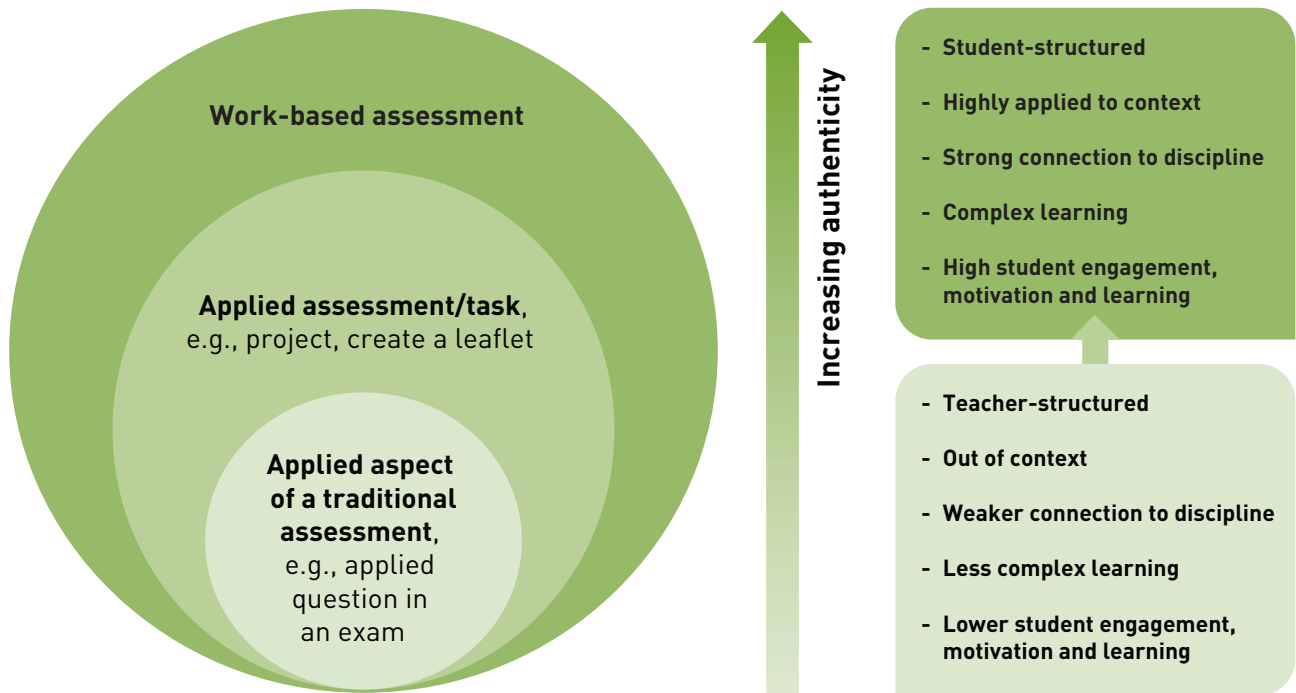 Work-based assessment
Applied assessment/task,
e.g., project, create a leaflet
Applied aspect
of a traditional
assessment,
e.g., applied
question in
an exam
Increasing authenticity
- Student-structured
- Highly applied to context
- Strong connection to discipline
- Complex learning
- High student engagement,
motivation and learning
- Teacher-structured
- Out of context
- Weaker connection to discipline
- Less complex learning
- Lower student engagement,
motivation and learning